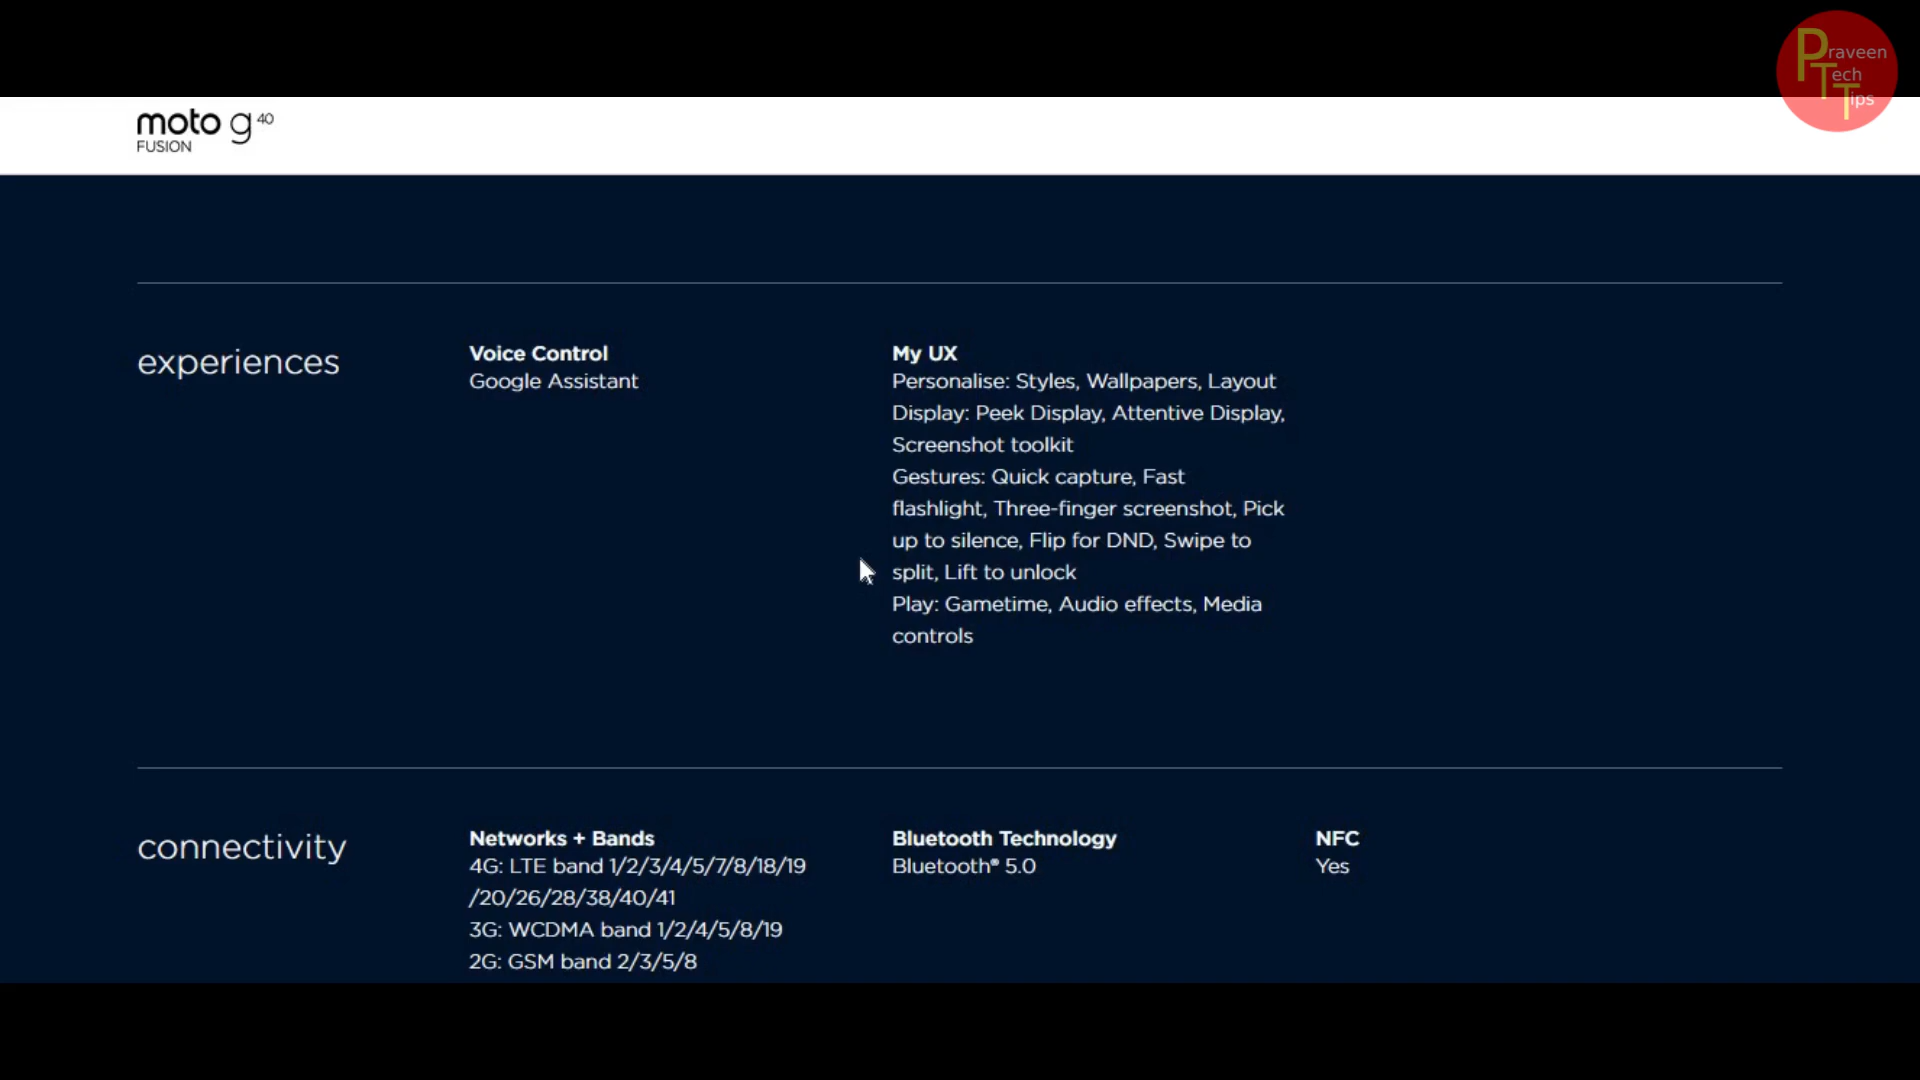 Praveen
Tech
Tips
moto g 40
FUSION
experiences
Voice Control
Google Assistant
My UX
Personalise: Styles, Wallpapers, Layout
Display: Peek Display, Attentive Display,
Screenshot toolkit
Gestures: Quick capture, Fast
flashlight, Three-finger screenshot, Pick
up to silence, Flip for DND, Swipe to
split, Lift to unlock
Play: Gametime, Audio effects, Media
controls
connectivity
Networks + Bands
4G: LTE band 1/2/3/4/5/7/8/18/19
/20/26/28/38/40/41
3G: WCDMA band 1/2/4/5/8/19
2G: GSM band 2/3/5/8
Bluetooth Technology
Bluetooth® 5.0
NFC
Yes